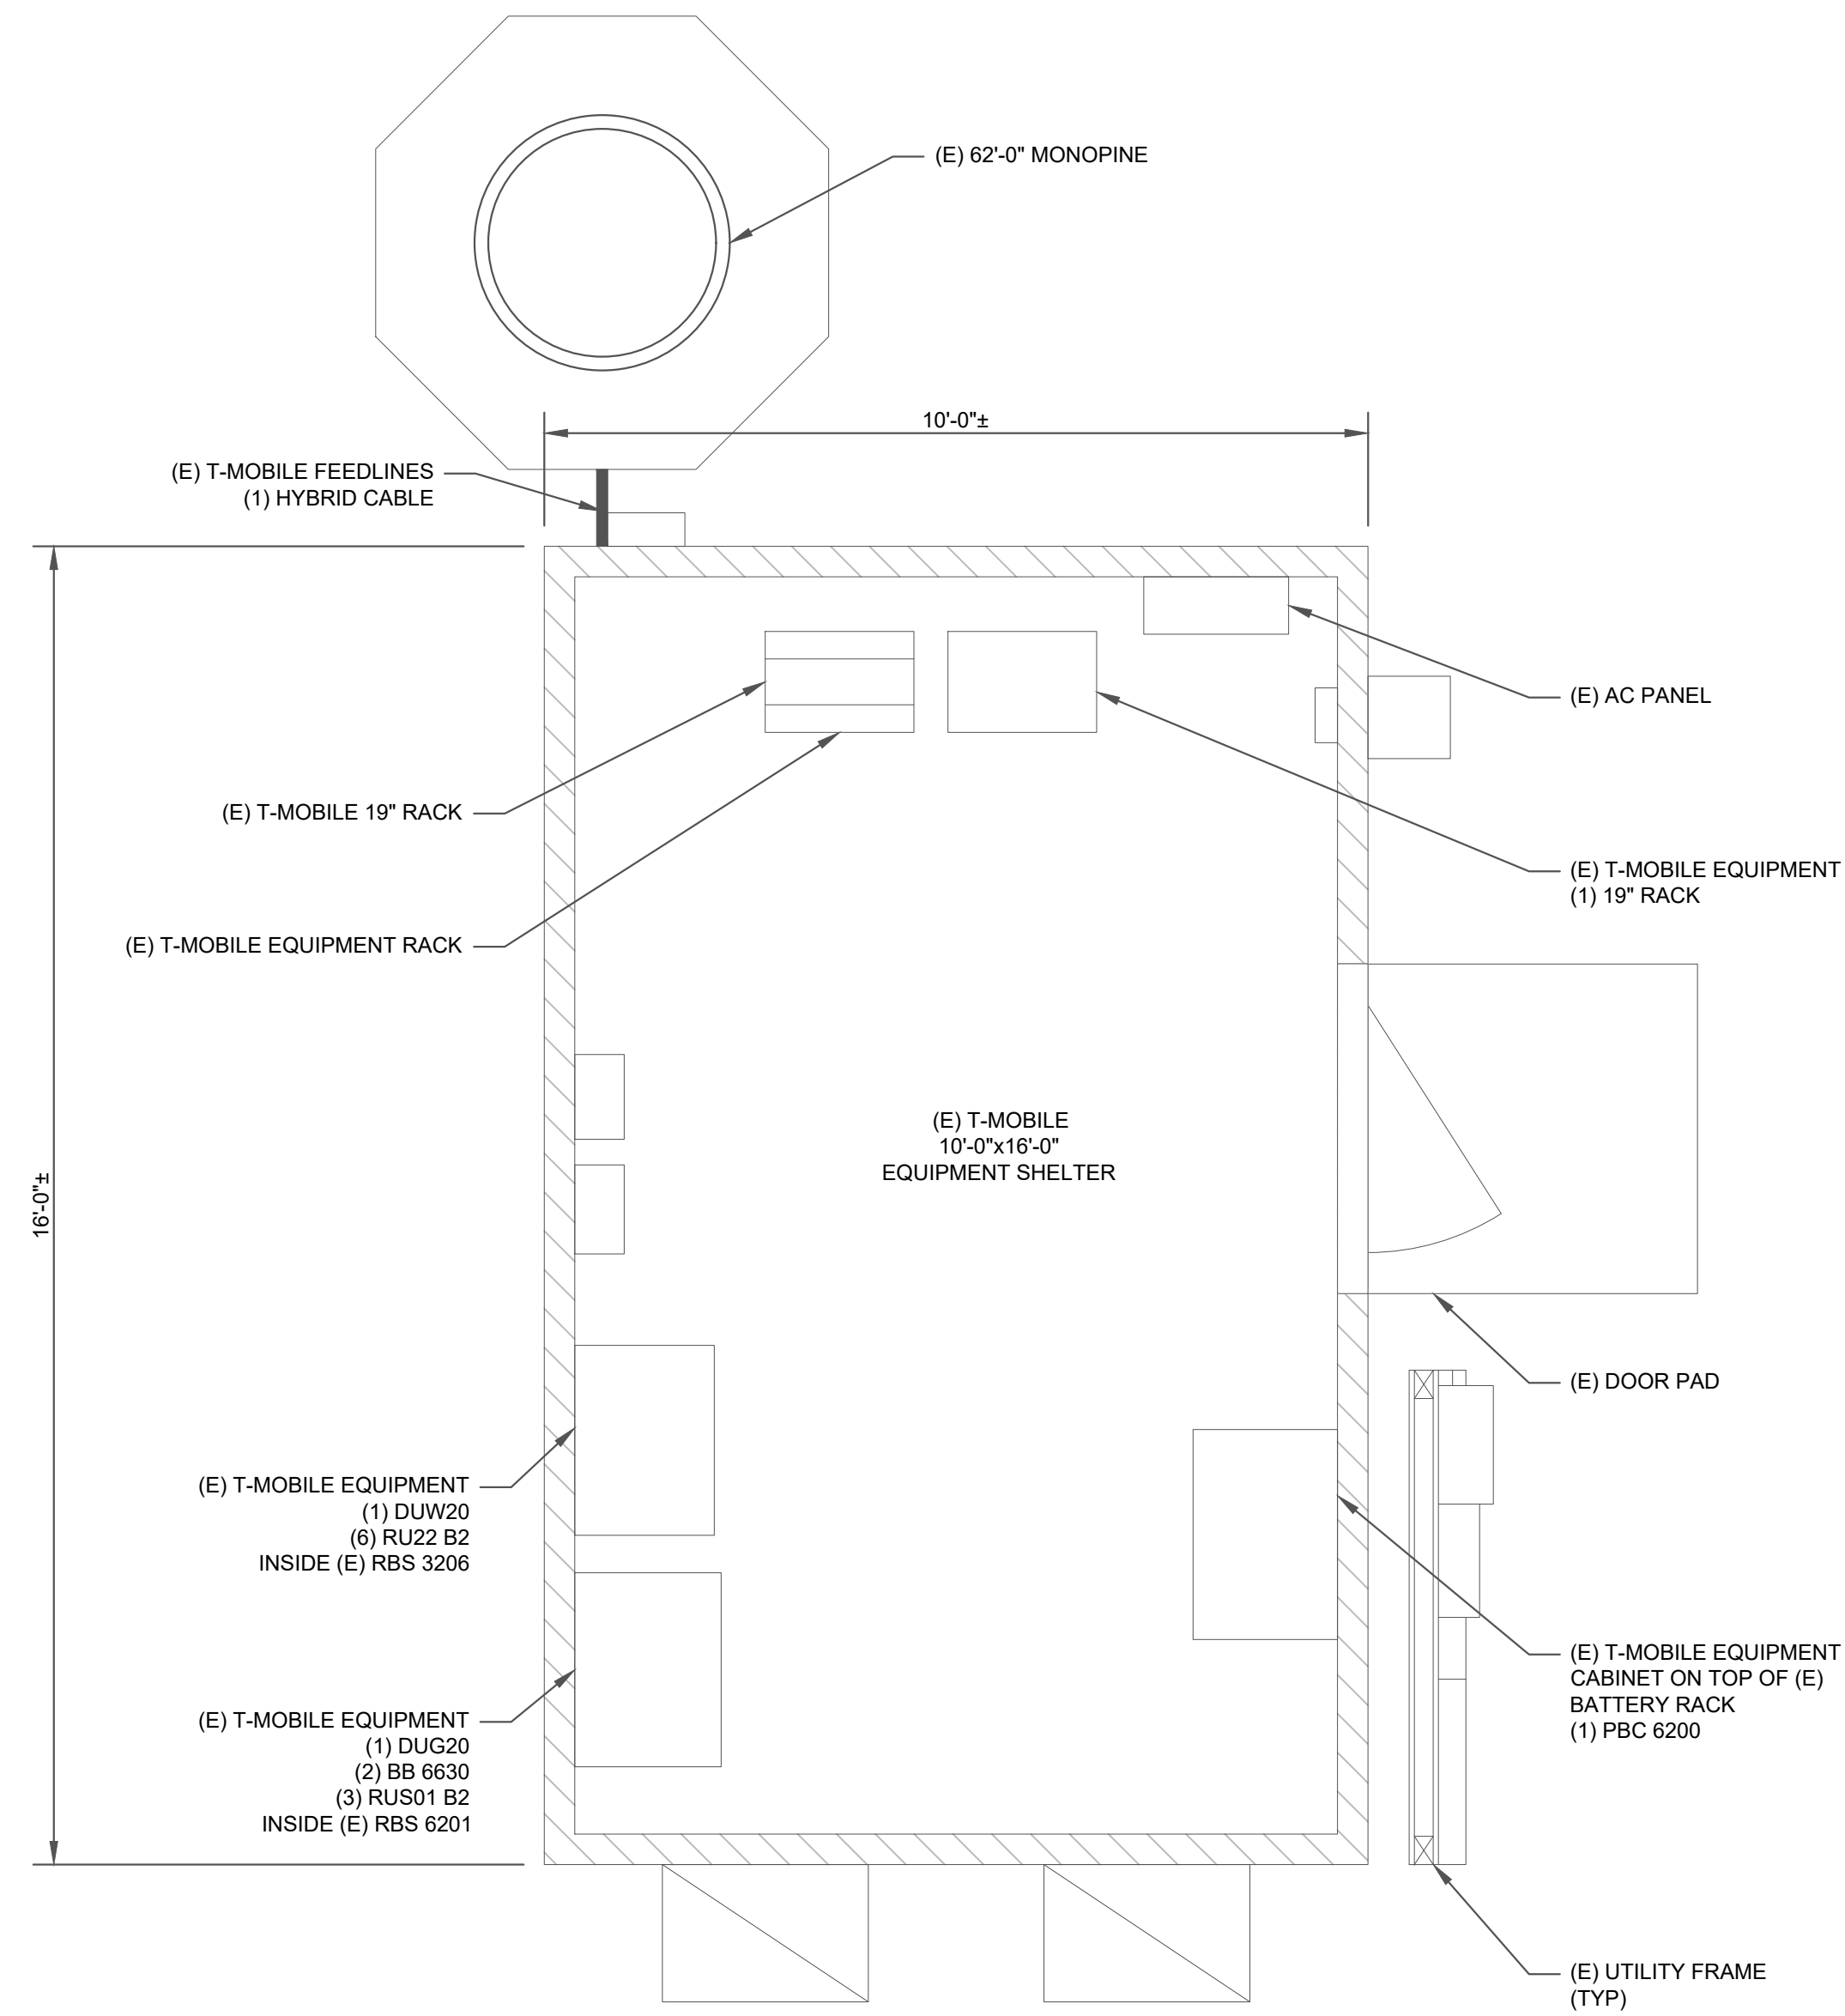 (E) 62'-0" MONOPINE
10'-0"±
(E) T-MOBILE FEEDLINES
(1) HYBRID CABLE
(E) AC PANEL
(E) T-MOBILE 19" RACK
(E) T-MOBILE EQUIPMENT
(1) 19" RACK
(E) T-MOBILE EQUIPMENT RACK
(E) T-MOBILE
10'-0"x16'-0"
EQUIPMENT SHELTER
16'-0"±
(E) DOOR PAD
(E) T-MOBILE EQUIPMENT
(1) DUW20
(6) RU22 B2
INSIDE (E) RBS 3206
(E) T-MOBILE EQUIPMENT
CABINET ON TOP OF (E)
BATTERY RACK
(1) PBC 6200
(E) T-MOBILE EQUIPMENT
(1) DUG20
(2) BB 6630
(3) RUS01 B2
INSIDE (E) RBS 6201
(E) UTILITY FRAME
(TYP)